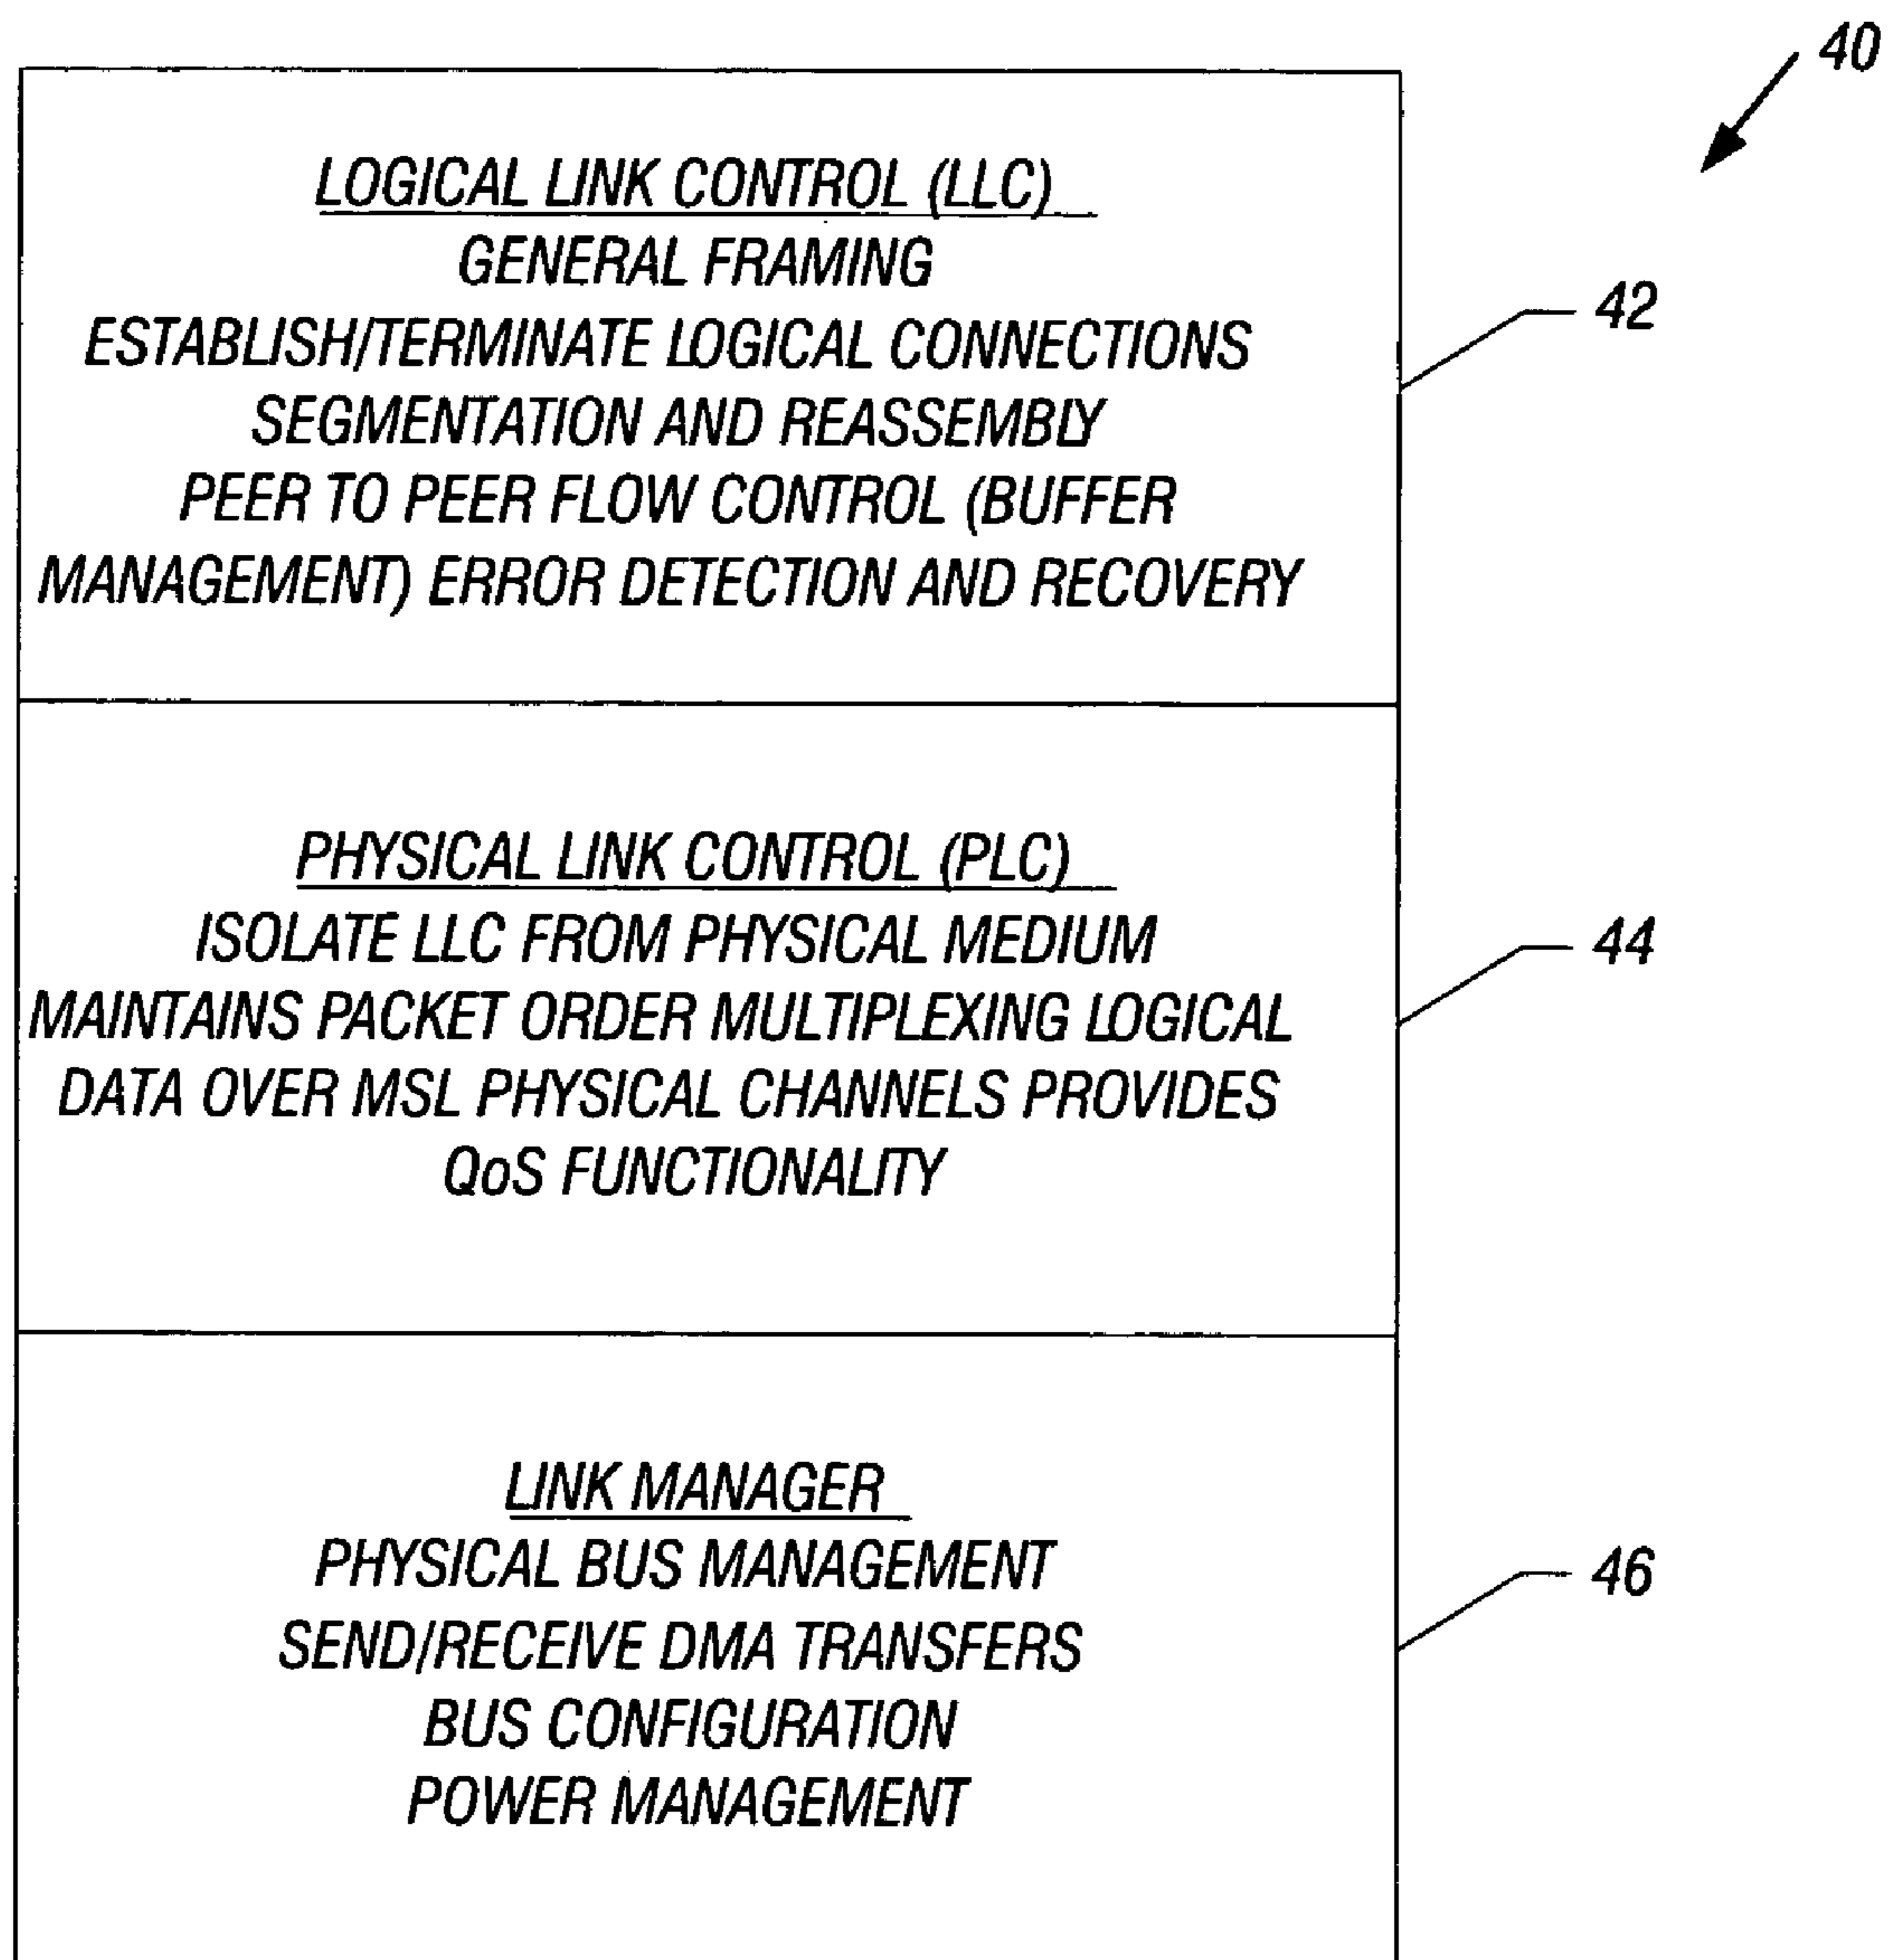 40
LOGICAL LINK CONTROL (LLC)
GENERAL FRAMING
ESTABLISH/TERMINATE LOGICAL CONNECTIONS
SEGMENTATION AND REASSEMBLY
PEER TO PEER FLOW CONTROL (BUFFER
MANAGEMENT) ERROR DETECTION AND RECOVERY
42
PHYSICAL LINK CONTROL (PLC)
ISOLATE LLC FROM PHYSICAL MEDIUM
MAINTAINS PACKET ORDER MULTIPLEXING LOGICAL
DATA OVER MSL PHYSICAL CHANNELS PROVIDES
QoS FUNCTIONALITY
44
LINK MANAGER
PHYSICAL BUS MANAGEMENT
SEND/RECEIVE DMA TRANSFERS
BUS CONFIGURATION
POWER MANAGEMENT
46